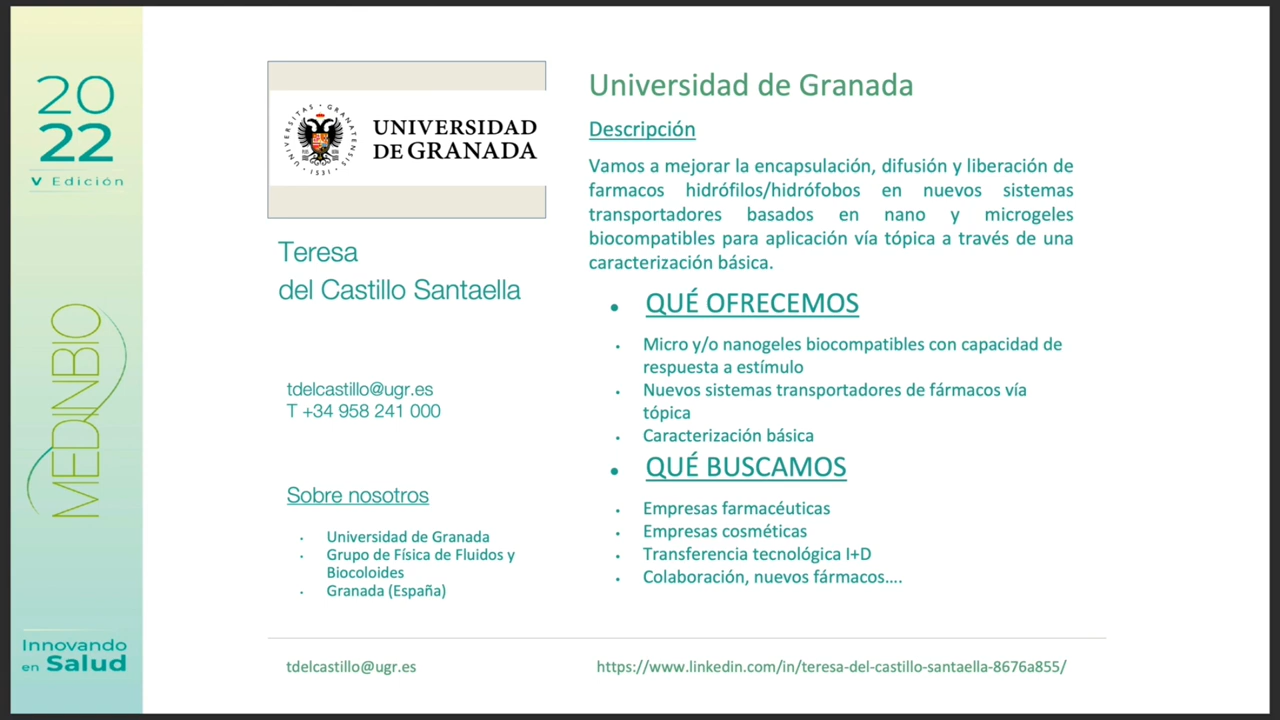 20
22
V Edición
MEDINBIO
Innovando
en Salud
UNIVERSITAS · GRANATENSIS · 1531 ·
UNIVERSIDAD
DE GRANADA
Teresa
del Castillo Santaella
tdelcastillo@ugr.es
T +34 958 241 000
Sobre nosotros
· Universidad de Granada
· Grupo de Física de Fluidos y
Biocoloides
· Granada (España)
Universidad de Granada
Descripción
Vamos a mejorar la encapsulación, difusión y liberación de
farmacos hidrófilos/hidrófobos en nuevos sistemas
transportadores basados en nano y microgeles
biocompatibles para aplicación vía tópica a través de una
caracterización básica.
• QUÉ OFRECEMOS
· Micro y/o nanogeles biocompatibles con capacidad de
respuesta a estímulo
· Nuevos sistemas transportadores de fármacos vía
tópica
· Caracterización básica
• QUÉ BUSCAMOS
· Empresas farmacéuticas
· Empresas cosméticas
· Transferencia tecnológica I+D
· Colaboración, nuevos fármacos....
tdelcastillo@ugr.es
https://www.linkedin.com/in/teresa-del-castillo-santaella-8676a855/